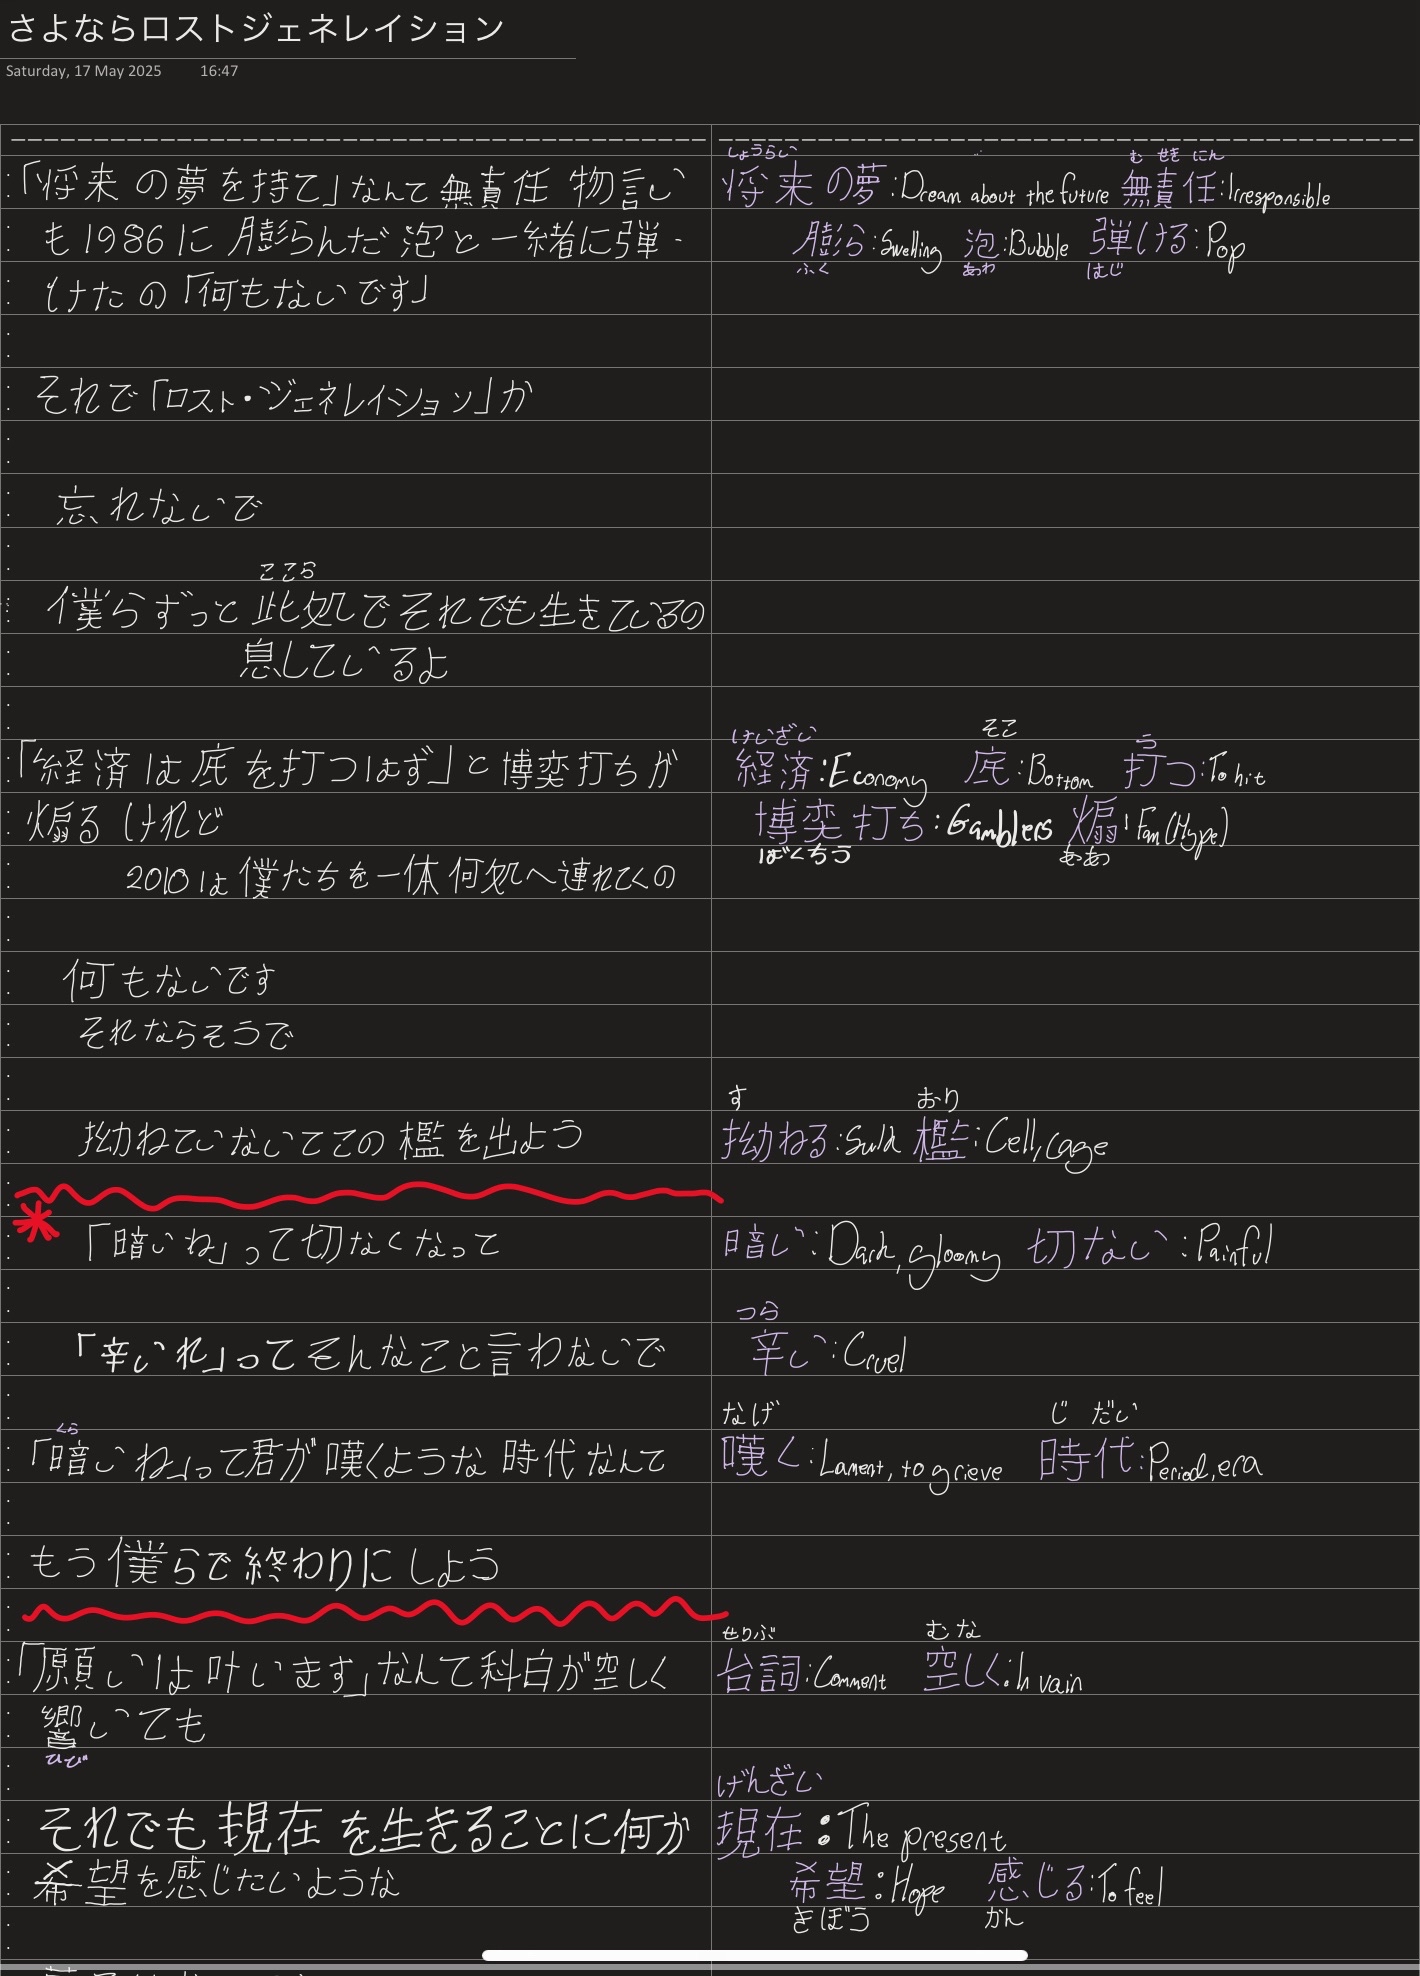 さよならロストジェネレイション
Saturday, 17 May 2025 16:47
「将来の夢を持て」なんて無責任 物言い
も1986に膨らんだ泡と一緒に弾
けたの「何もないです」
それで「ロスト・ジェネレイション」か
忘れないで
ここら
僕らずっと此処でそれでも生きているの
息しているよ
「経済は底を打つはず」と博奕打ちが
煽るけれど
2010は僕たちを一体何処へ連れてくの
何もないです
それならそうで
拗ねていないでこの檻を出よう
「暗いね」って切なくなって
「辛いれ」ってそんなこと言わないで
くら
「暗いね」って君が嘆くような時代なんて
もう僕らで終わりにしよう
「願いは叶います」なんて科白が空しく
響いても
ひび
それでも現在を生きることに何か
希望を感じたいような
しょうらい む せき にん
将来の夢:Dream about the future 無責任:Irresponsible
膨ら:Swelling 泡:Bubble 弾ける:Pop
ふく あわ はじ
けいざい そこ う
経済:Economy 底:Bottom 打つ:To hit
博奕打ち:Gamblers 煽:Fan(Hype)
ばくちう ああ
す おり
拗ねる:Sulk 檻:Cell,cage
暗い:Dark, gloomy 切ない:Painful
つら
辛い:Cruel
なげ じ だい
嘆く:Lament, to grieve 時代:Period, era
せりぶ むな
台詞:Comment 空しく:In vain
げんざい
現在:The present
希望:Hope 感じる:To feel
きぼう かん